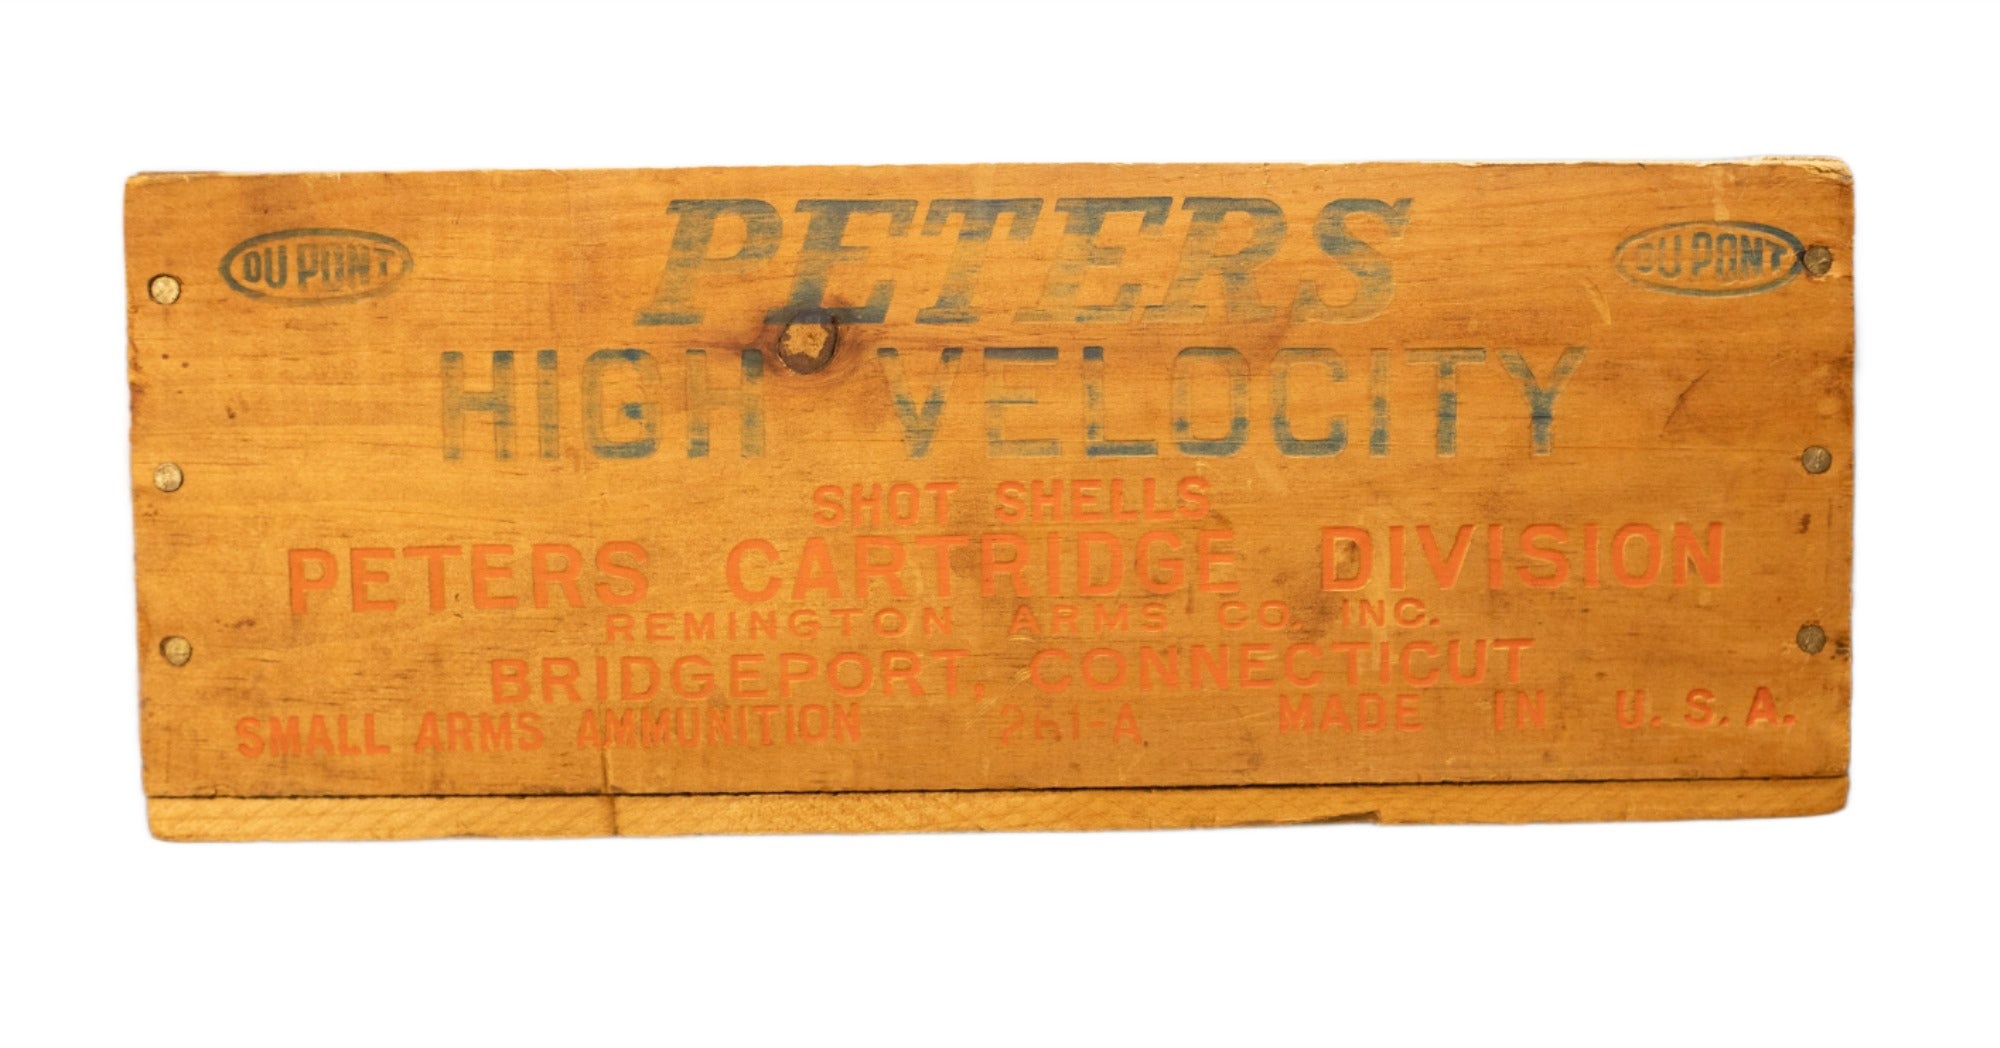 DU PONT PETERS DU PONT
HIGH VELOCITY
SHOT SHELLS
PETERS CARTRIDGE DIVISION
REMINGTON ARMS CO. INC.
BRIDGEPORT, CONNECTICUT
SMALL ARMS AMMUNITION 261-A MADE IN U. S. A.